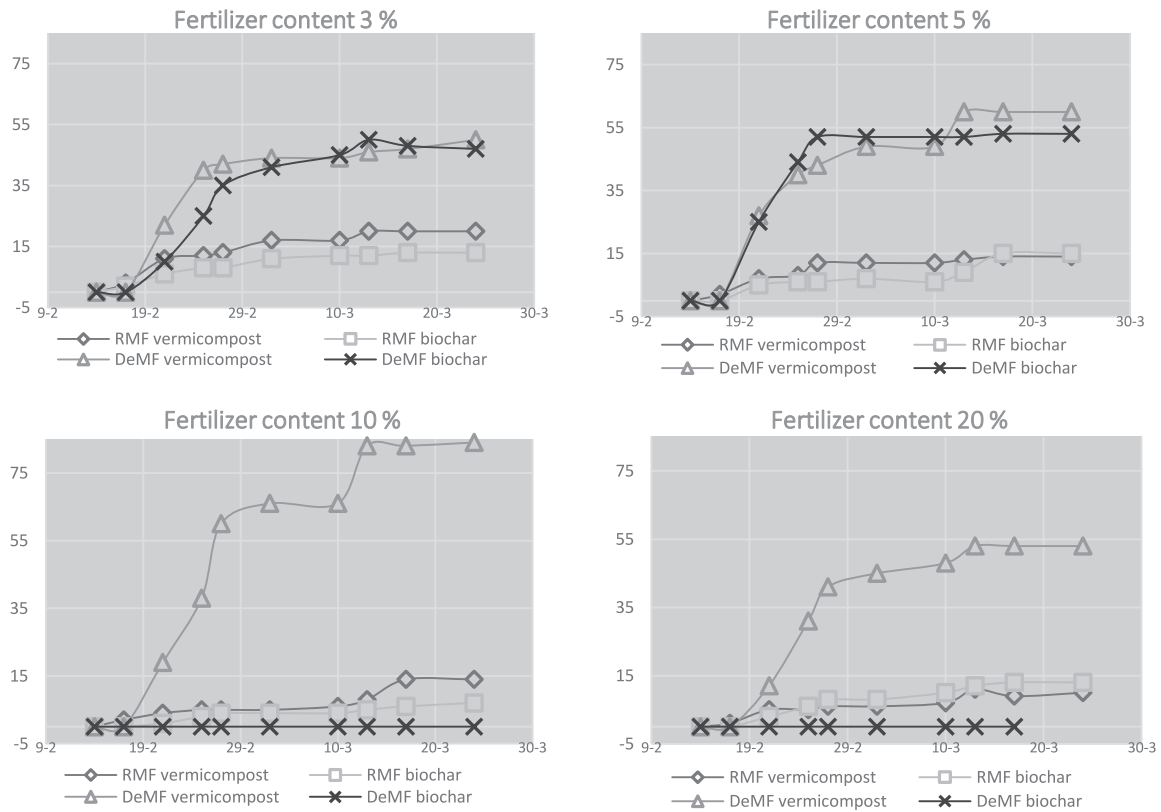 Fertilizer content 3 %
75
55
35
15
-5
9-2 19-2 29-2 10-3 20-3 30-3
RMF vermicompost RMF biochar
DeMF vermicompost DeMF biochar
Fertilizer content 5 %
75
55
35
15
-5
9-2 19-2 29-2 10-3 20-3 30-3
RMF vermicompost RMF biochar
DeMF vermicompost DeMF biochar
Fertilizer content 10 %
75
55
35
15
-5
9-2 19-2 29-2 10-3 20-3 30-3
RMF vermicompost RMF biochar
DeMF vermicompost DeMF biochar
Fertilizer content 20 %
75
55
35
15
-5
9-2 19-2 29-2 10-3 20-3 30-3
RMF vermicompost RMF biochar
DeMF vermicompost DeMF biochar